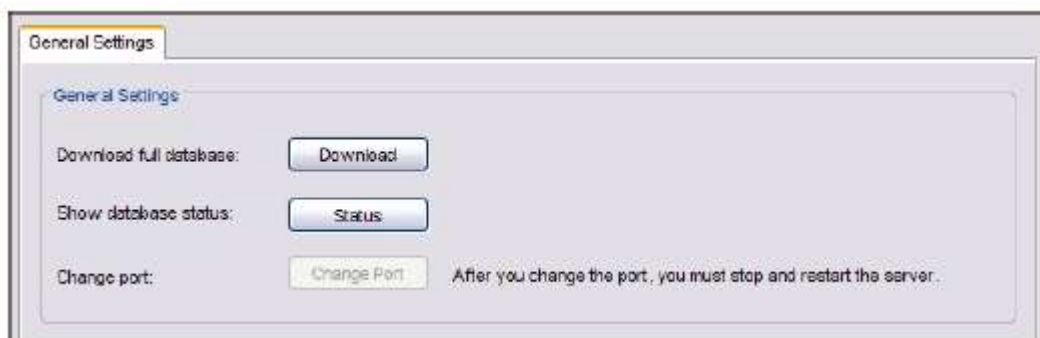 General Settings
General Settings
Download full database: Download
Show database status: Status
Change port: Change Port After you change the port, you must stop and restart the server.